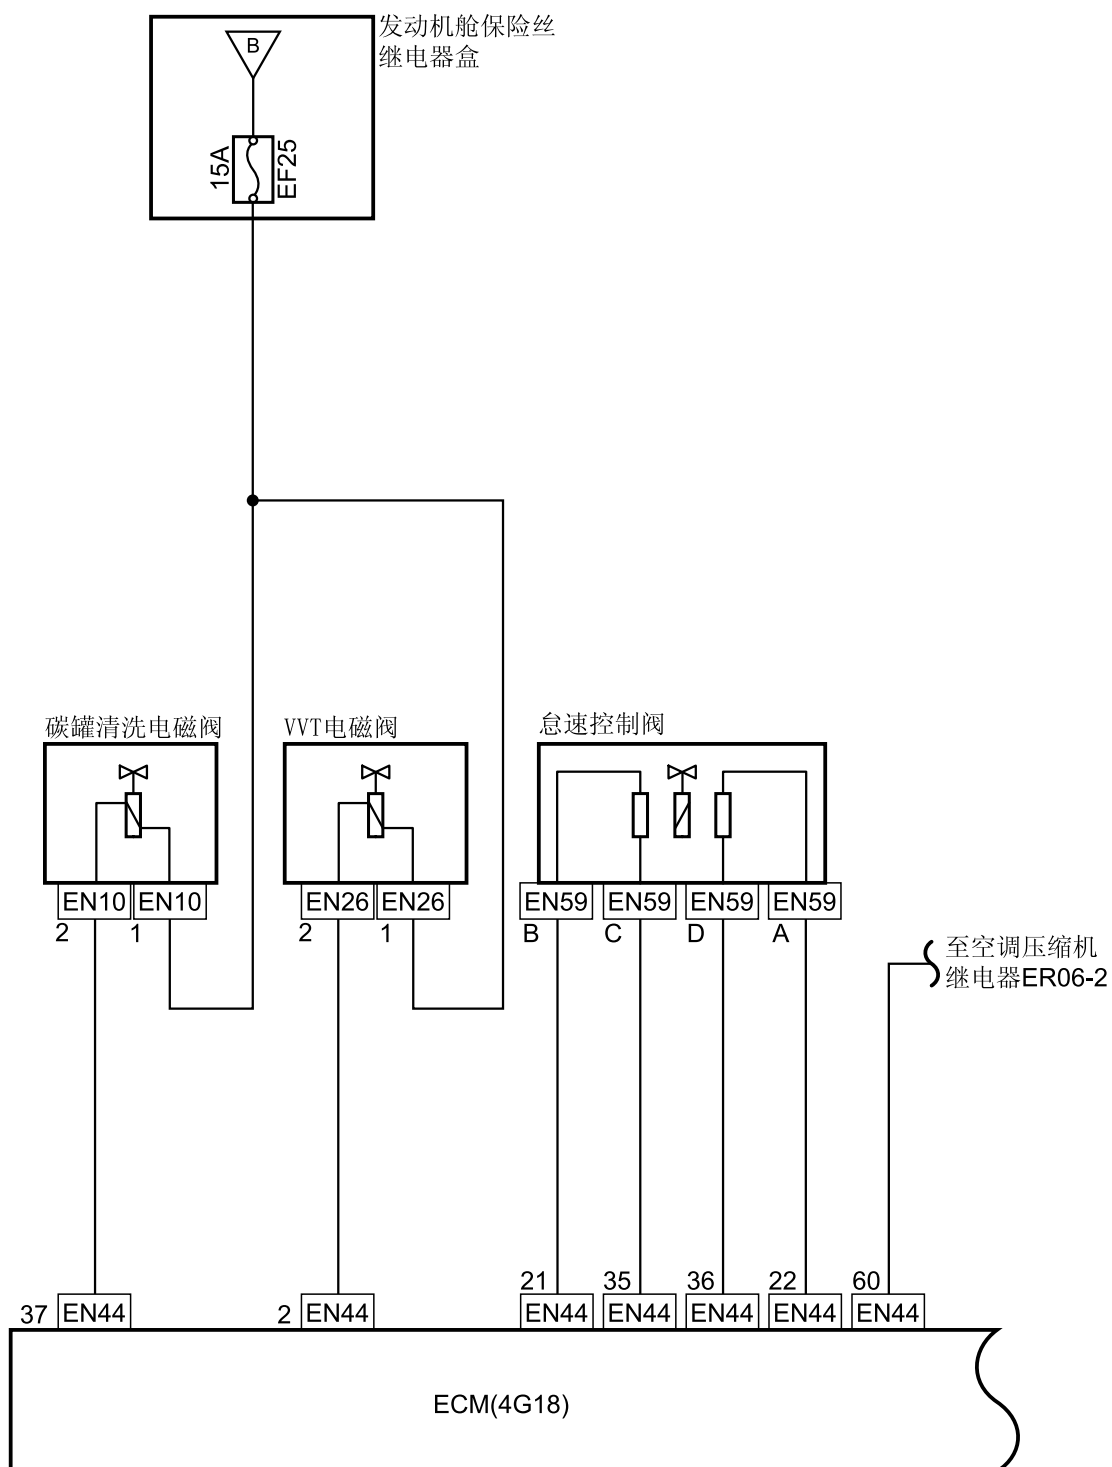 发动机舱保险丝
继电器盒
B
15A
EF25
碳罐清洗电磁阀
VVT电磁阀
怠速控制阀
EN10 EN10
2 1
EN26 EN26
2 1
EN59 EN59 EN59 EN59
B C D A
至空调压缩机
继电器ER06-2
37 EN44
2 EN44
21 35 36 22 60
EN44 EN44 EN44 EN44 EN44
ECM(4G18)